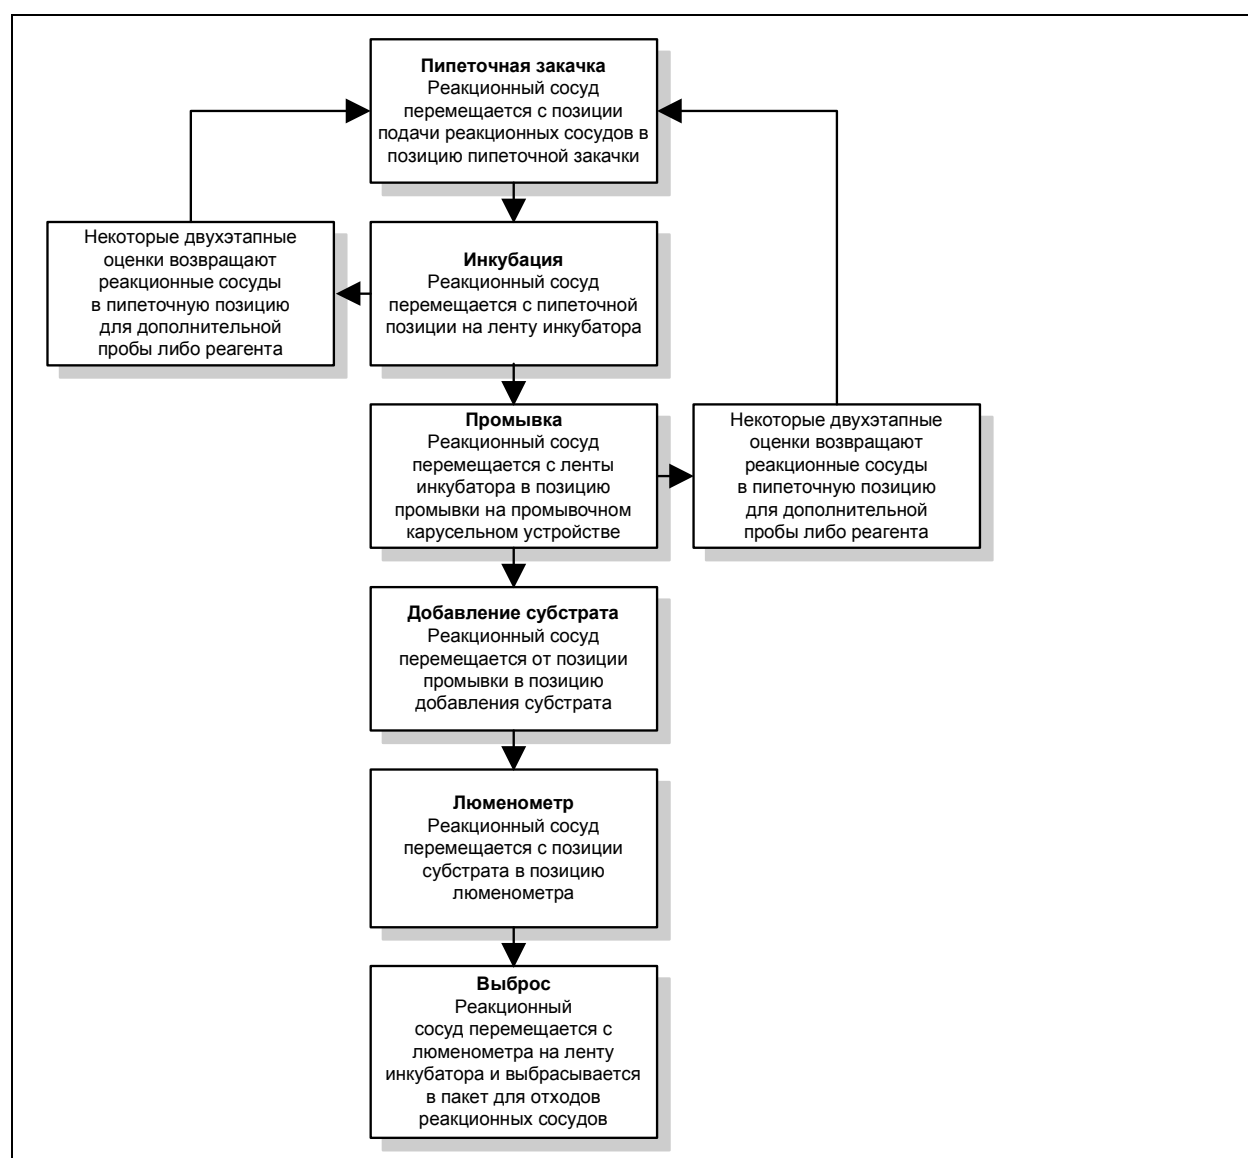 Пипеточная закачка
Реакционный сосуд
перемещается с позиции
подачи реакционных сосудов в
позицию пипеточной закачки
Некоторые двухэтапные
оценки возвращают
реакционные сосуды
в пипеточную позицию
для дополнительной
пробы либо реагента
Инкубация
Реакционный сосуд
перемещается с пипеточной
позиции на ленту инкубатора
Промывка
Реакционный сосуд
перемещается с ленты
инкубатора в позицию
промывки на промывочном
карусельном устройстве
Некоторые двухэтапные
оценки возвращают
реакционные сосуды
в пипеточную позицию
для дополнительной
пробы либо реагента
Добавление субстрата
Реакционный сосуд
перемещается от позиции
промывки в позицию
добавления субстрата
Люменометр
Реакционный сосуд
перемещается с позиции
субстрата в позицию
люменометра
Выброс
Реакционный
сосуд перемещается с
люменометра на ленту
инкубатора и выбрасывается
в пакет для отходов
реакционных сосудов